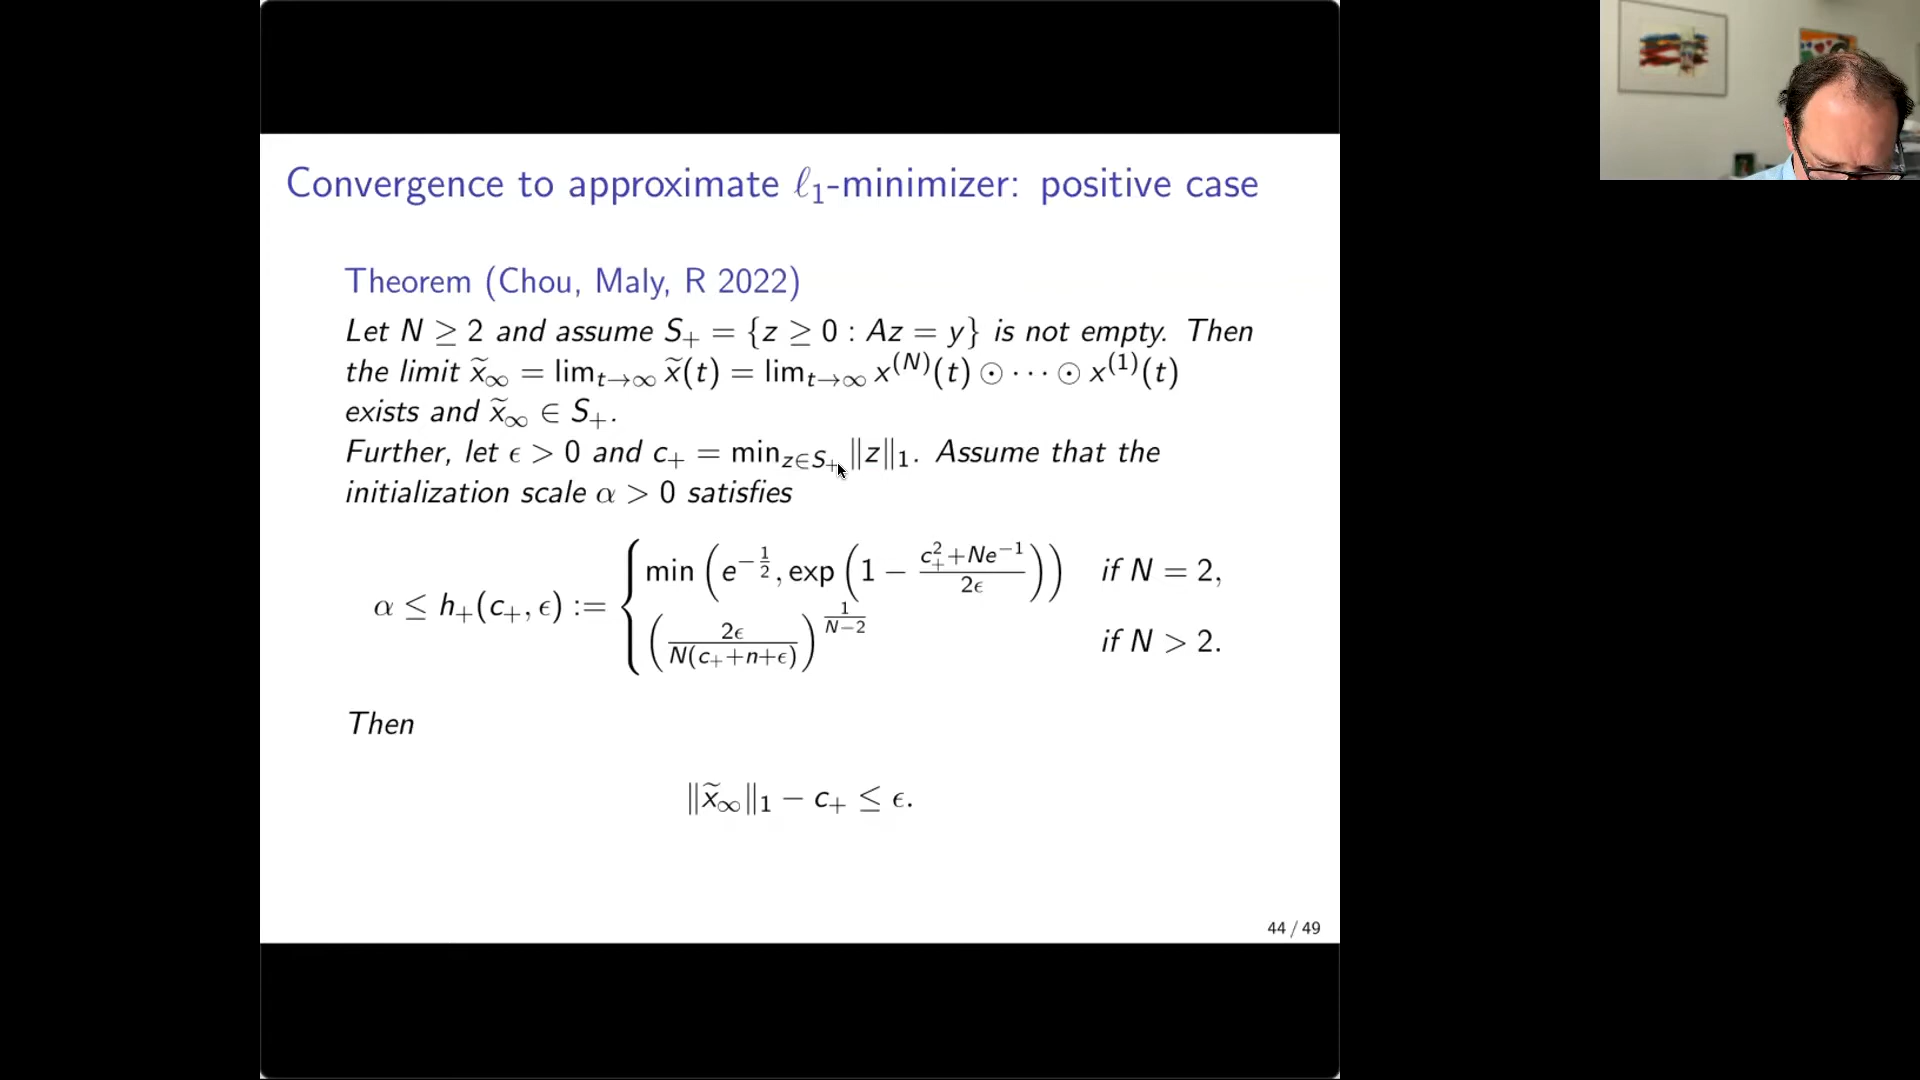 Convergence to approximate ℓ₁-minimizer: positive case
Theorem (Chou, Maly, R 2022)
Let N ≥ 2 and assume S₊ = {z ≥ 0 : Az = y} is not empty. Then
the limit x̃_∞ = lim_{t→∞} x̃(t) = lim_{t→∞} x^{(N)}(t) ⊙ ⋯ ⊙ x^{(1)}(t)
exists and x̃_∞ ∈ S₊.
Further, let ϵ > 0 and c₊ = min_{z∈S₊} ‖z‖₁. Assume that the
initialization scale α > 0 satisfies
α ≤ h₊(c₊, ϵ) := { min(e^{-1/2}, exp(1 − (c₊² + Ne^{-1})/(2ϵ))) if N = 2,
(2ϵ/(N(c₊+n+ϵ)))^{1/(N−2)} if N > 2.
Then
‖x̃_∞‖₁ − c₊ ≤ ϵ.
44 / 49